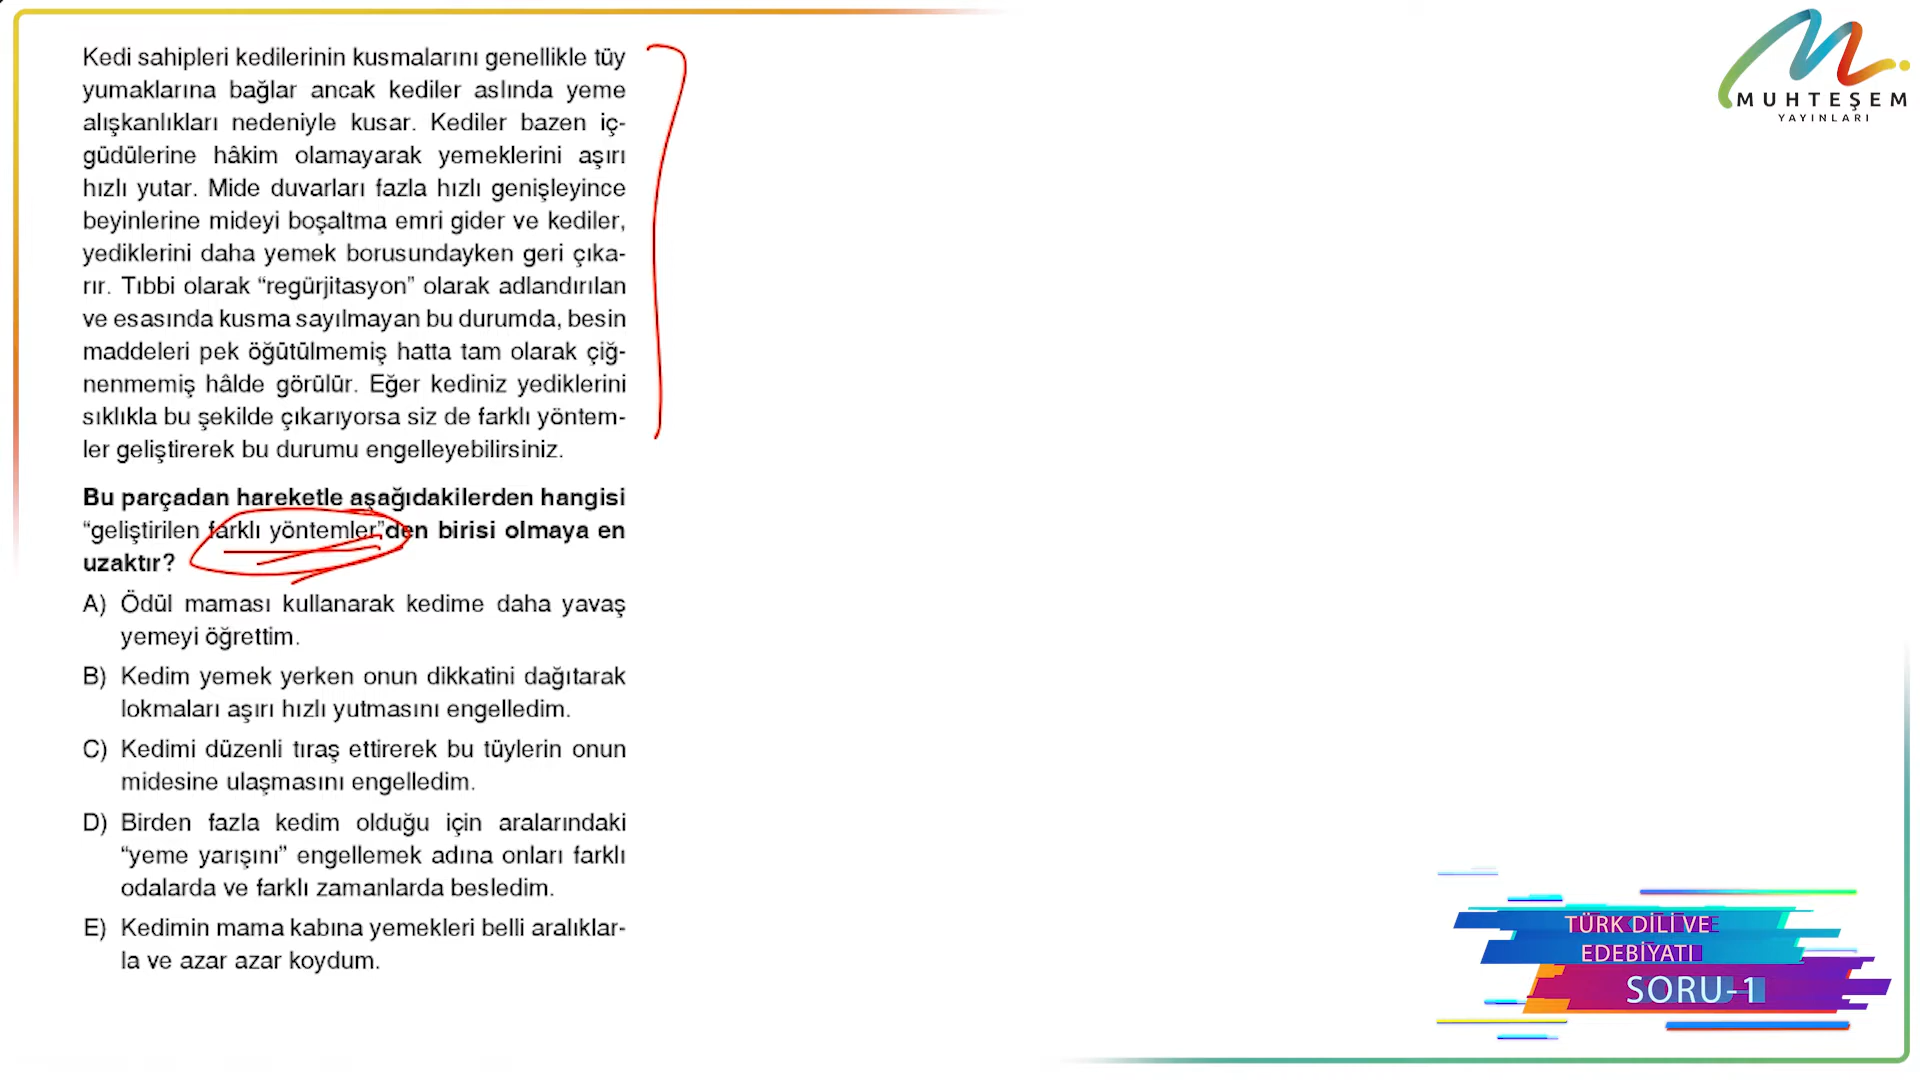 Kedi sahipleri kedilerinin kusmalarını genellikle tüy
yumaklarına bağlar ancak kediler aslında yeme
alışkanlıkları nedeniyle kusar. Kediler bazen iç-
güdülerine hâkim olamayarak yemeklerini aşırı
hızlı yutar. Mide duvarları fazla hızlı genişleyince
beyinlerine mideyi boşaltma emri gider ve kediler,
yediklerini daha yemek borusundayken geri çıka-
rır. Tıbbi olarak “regürjitasyon” olarak adlandırılan
ve esasında kusma sayılmayan bu durumda, besin
maddeleri pek öğütülmemiş hatta tam olarak çiğ-
nenmemiş hâlde görülür. Eğer kediniz yediklerini
sıklıkla bu şekilde çıkarıyorsa siz de farklı yöntem-
ler geliştirerek bu durumu engelleyebilirsiniz.
Bu parçadan hareketle aşağıdakilerden hangisi
“geliştirilen farklı yöntemler”den birisi olmaya en
uzaktır?
A) Ödül maması kullanarak kedime daha yavaş
yemeyi öğrettim.
B) Kedim yemek yerken onun dikkatini dağıtarak
lokmaları aşırı hızlı yutmasını engelledim.
C) Kedimi düzenli tıraş ettirerek bu tüylerin onun
midesine ulaşmasını engelledim.
D) Birden fazla kedim olduğu için aralarındaki
“yeme yarışını” engellemek adına onları farklı
odalarda ve farklı zamanlarda besledim.
E) Kedimin mama kabına yemekleri belli aralıklar-
la ve azar azar koydum.
MUHTEŞEM
YAYINLARI
TÜRK DİLİ VE
EDEBİYATI
SORU-1